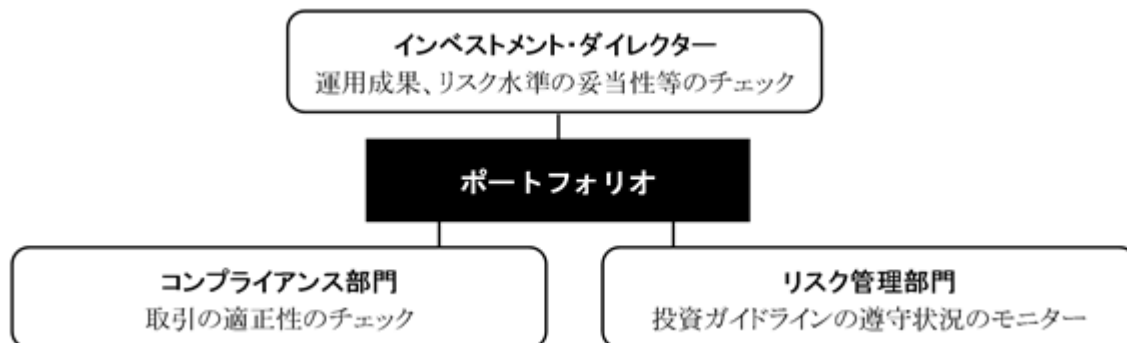 インベストメント・ダイレクター
運用成果、リスク水準の妥当性等のチェック
ポートフォリオ
コンプライアンス部門
取引の適正性のチェック
リスク管理部門
投資ガイドラインの遵守状況のモニター